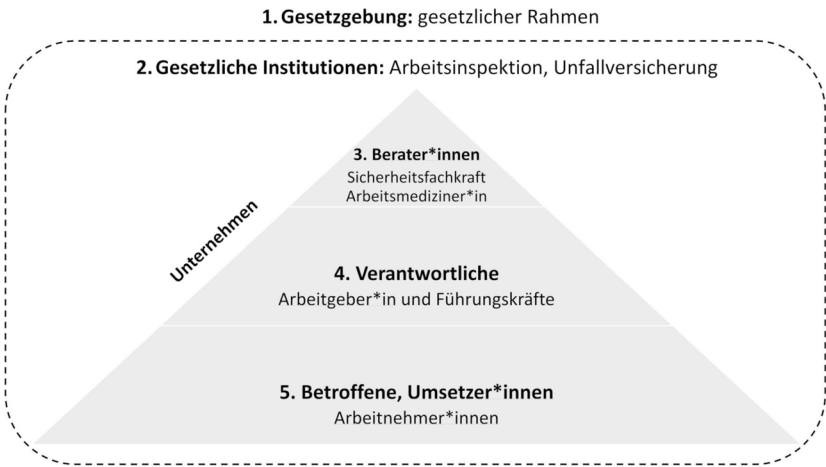 1. Gesetzgebung: gesetzlicher Rahmen
2. Gesetzliche Institutionen: Arbeitsinspektion, Unfallversicherung
3. Berater*innen
Sicherheitsfachkraft
Arbeitsmediziner*in
Unternehmen
4. Verantwortliche
Arbeitgeber*in und Führungskräfte
5. Betroffene, Umsetzer*innen
Arbeitnehmer*innen